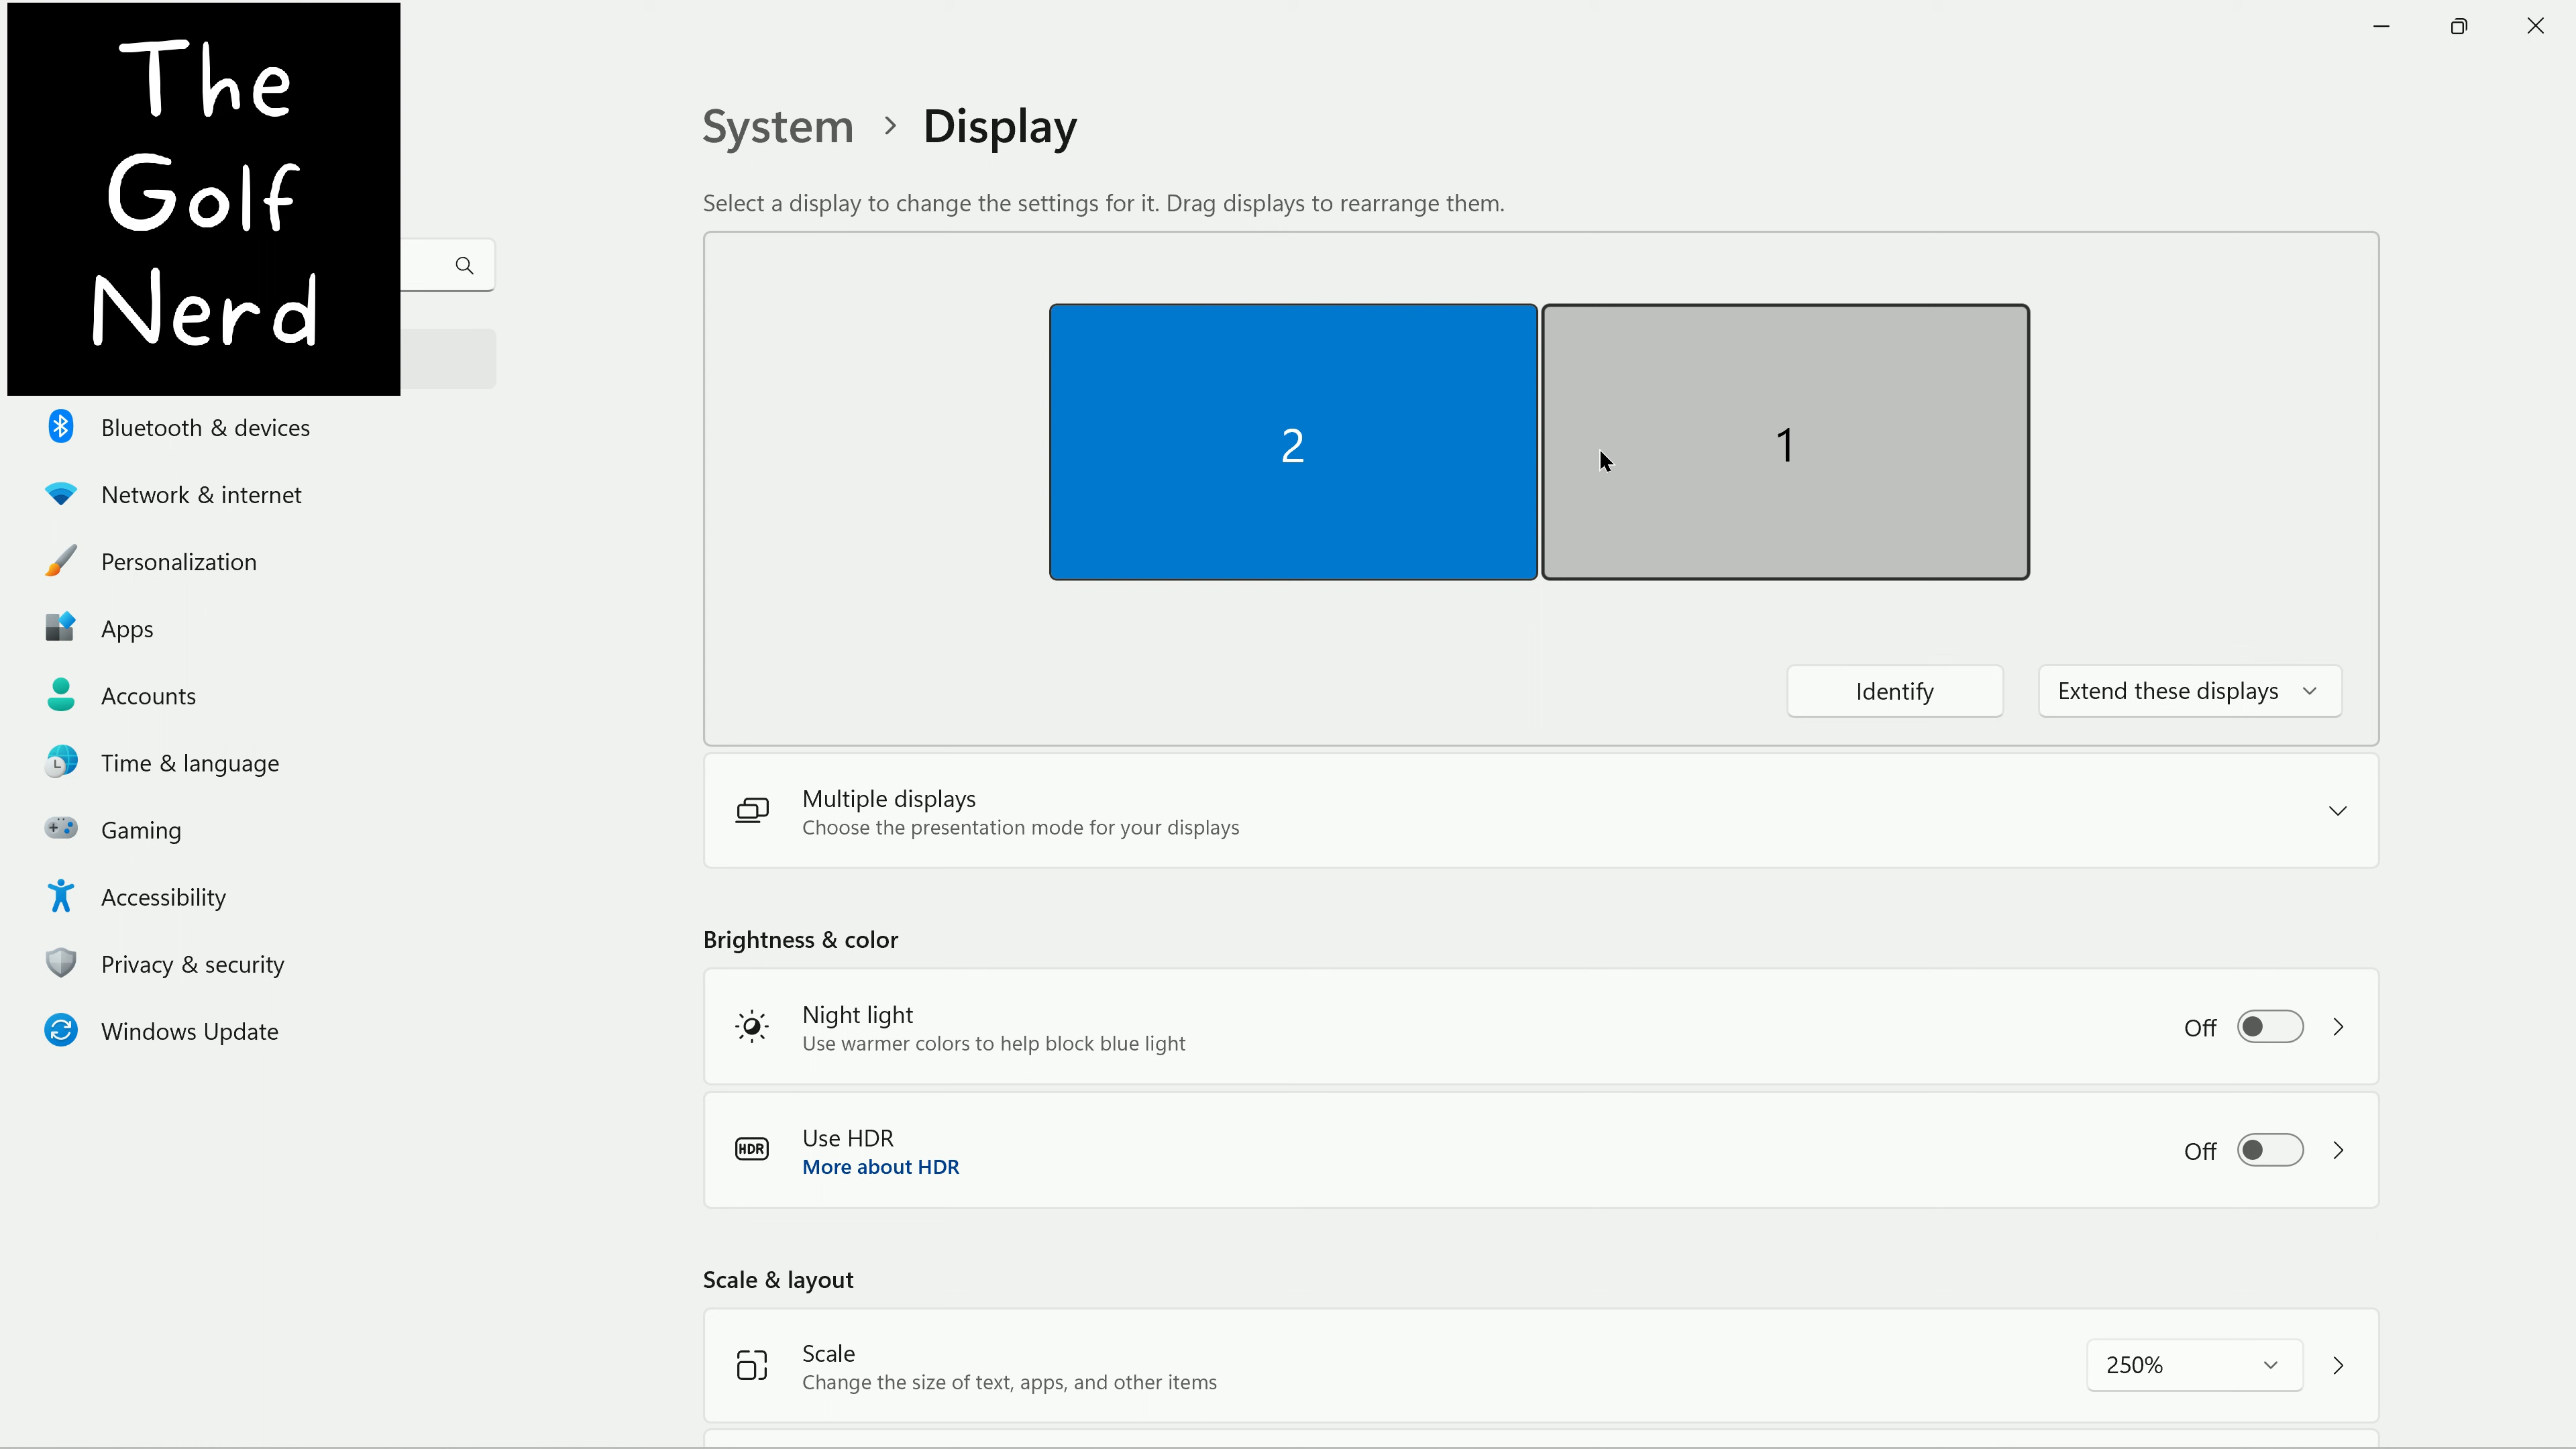 The
Golf
Nerd
System > Display
Select a display to change the settings for it. Drag displays to rearrange them.
2
1
Identify
Extend these displays
Bluetooth & devices
Network & internet
Personalization
Apps
Accounts
Time & language
Gaming
Accessibility
Privacy & security
Windows Update
Multiple displays
Choose the presentation mode for your displays
Brightness & color
Night light
Use warmer colors to help block blue light
Off
HDR
Use HDR
More about HDR
Off
Scale & layout
Scale
Change the size of text, apps, and other items
250%